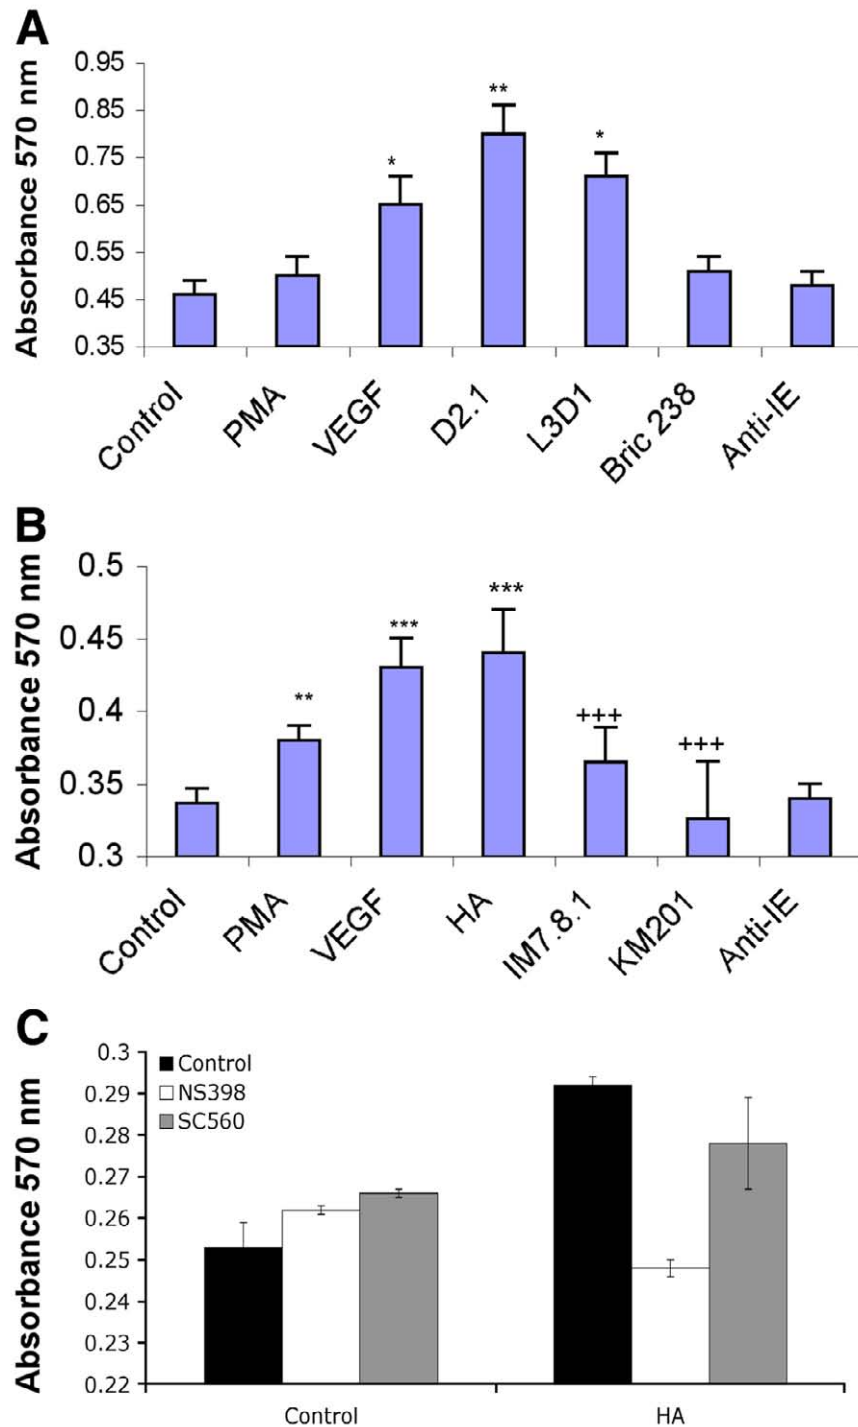 A
Absorbance 570 nm
0.95
0.85
0.75
0.65
0.55
0.45
0.35
*
**
*
Control
PMA
VEGF
D2.1
L3D1
Bric 238
Anti-IE
B
Absorbance 570 nm
0.5
0.45
0.4
0.35
0.3
**
***
***
+++
+++
Control
PMA
VEGF
HA
IM7.8.1
KM201
Anti-IE
C
Absorbance 570 nm
0.3
0.29
0.28
0.27
0.26
0.25
0.24
0.23
0.22
Control
NS398
SC560
Control
HA